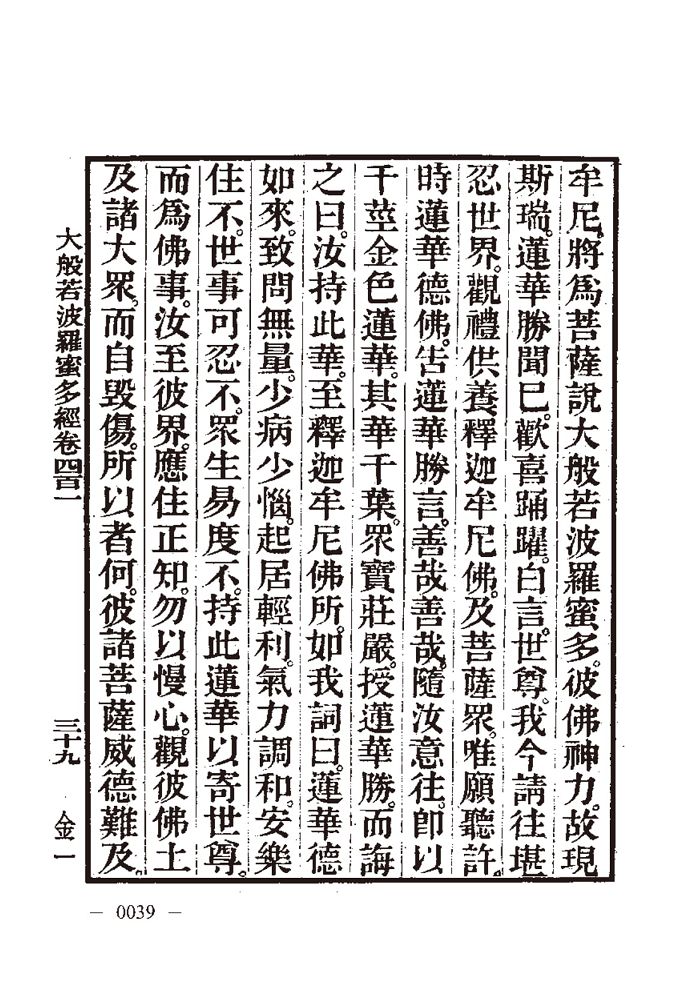 牟尼。將爲菩薩說大般若波羅蜜多。彼佛神力。故現
斯瑞。蓮華勝聞已。歡喜踊躍。白言。世尊。我今請往堪
忍世界。觀禮供養釋迦牟尼佛。及菩薩眾。唯願聽許。
時蓮華德佛。告蓮華勝言。善哉善哉。隨汝意往。卽以
千莖金色蓮華。其華千葉。眾寶莊嚴。授蓮華勝。而誨
之曰。汝持此華。至釋迦牟尼佛所。如我詞曰。蓮華德
如來。致問無量。少病少惱。起居輕利。氣力調和。安樂
住不。世事可忍不。眾生易度不。持此蓮華以寄世尊。
而爲佛事。汝至彼界。應住正知。勿以慢心。觀彼佛土
及諸大眾。而自毀傷。所以者何。彼諸菩薩威德難及。
大般若波羅蜜多經卷四百一
三十九
金一
— 0039 —